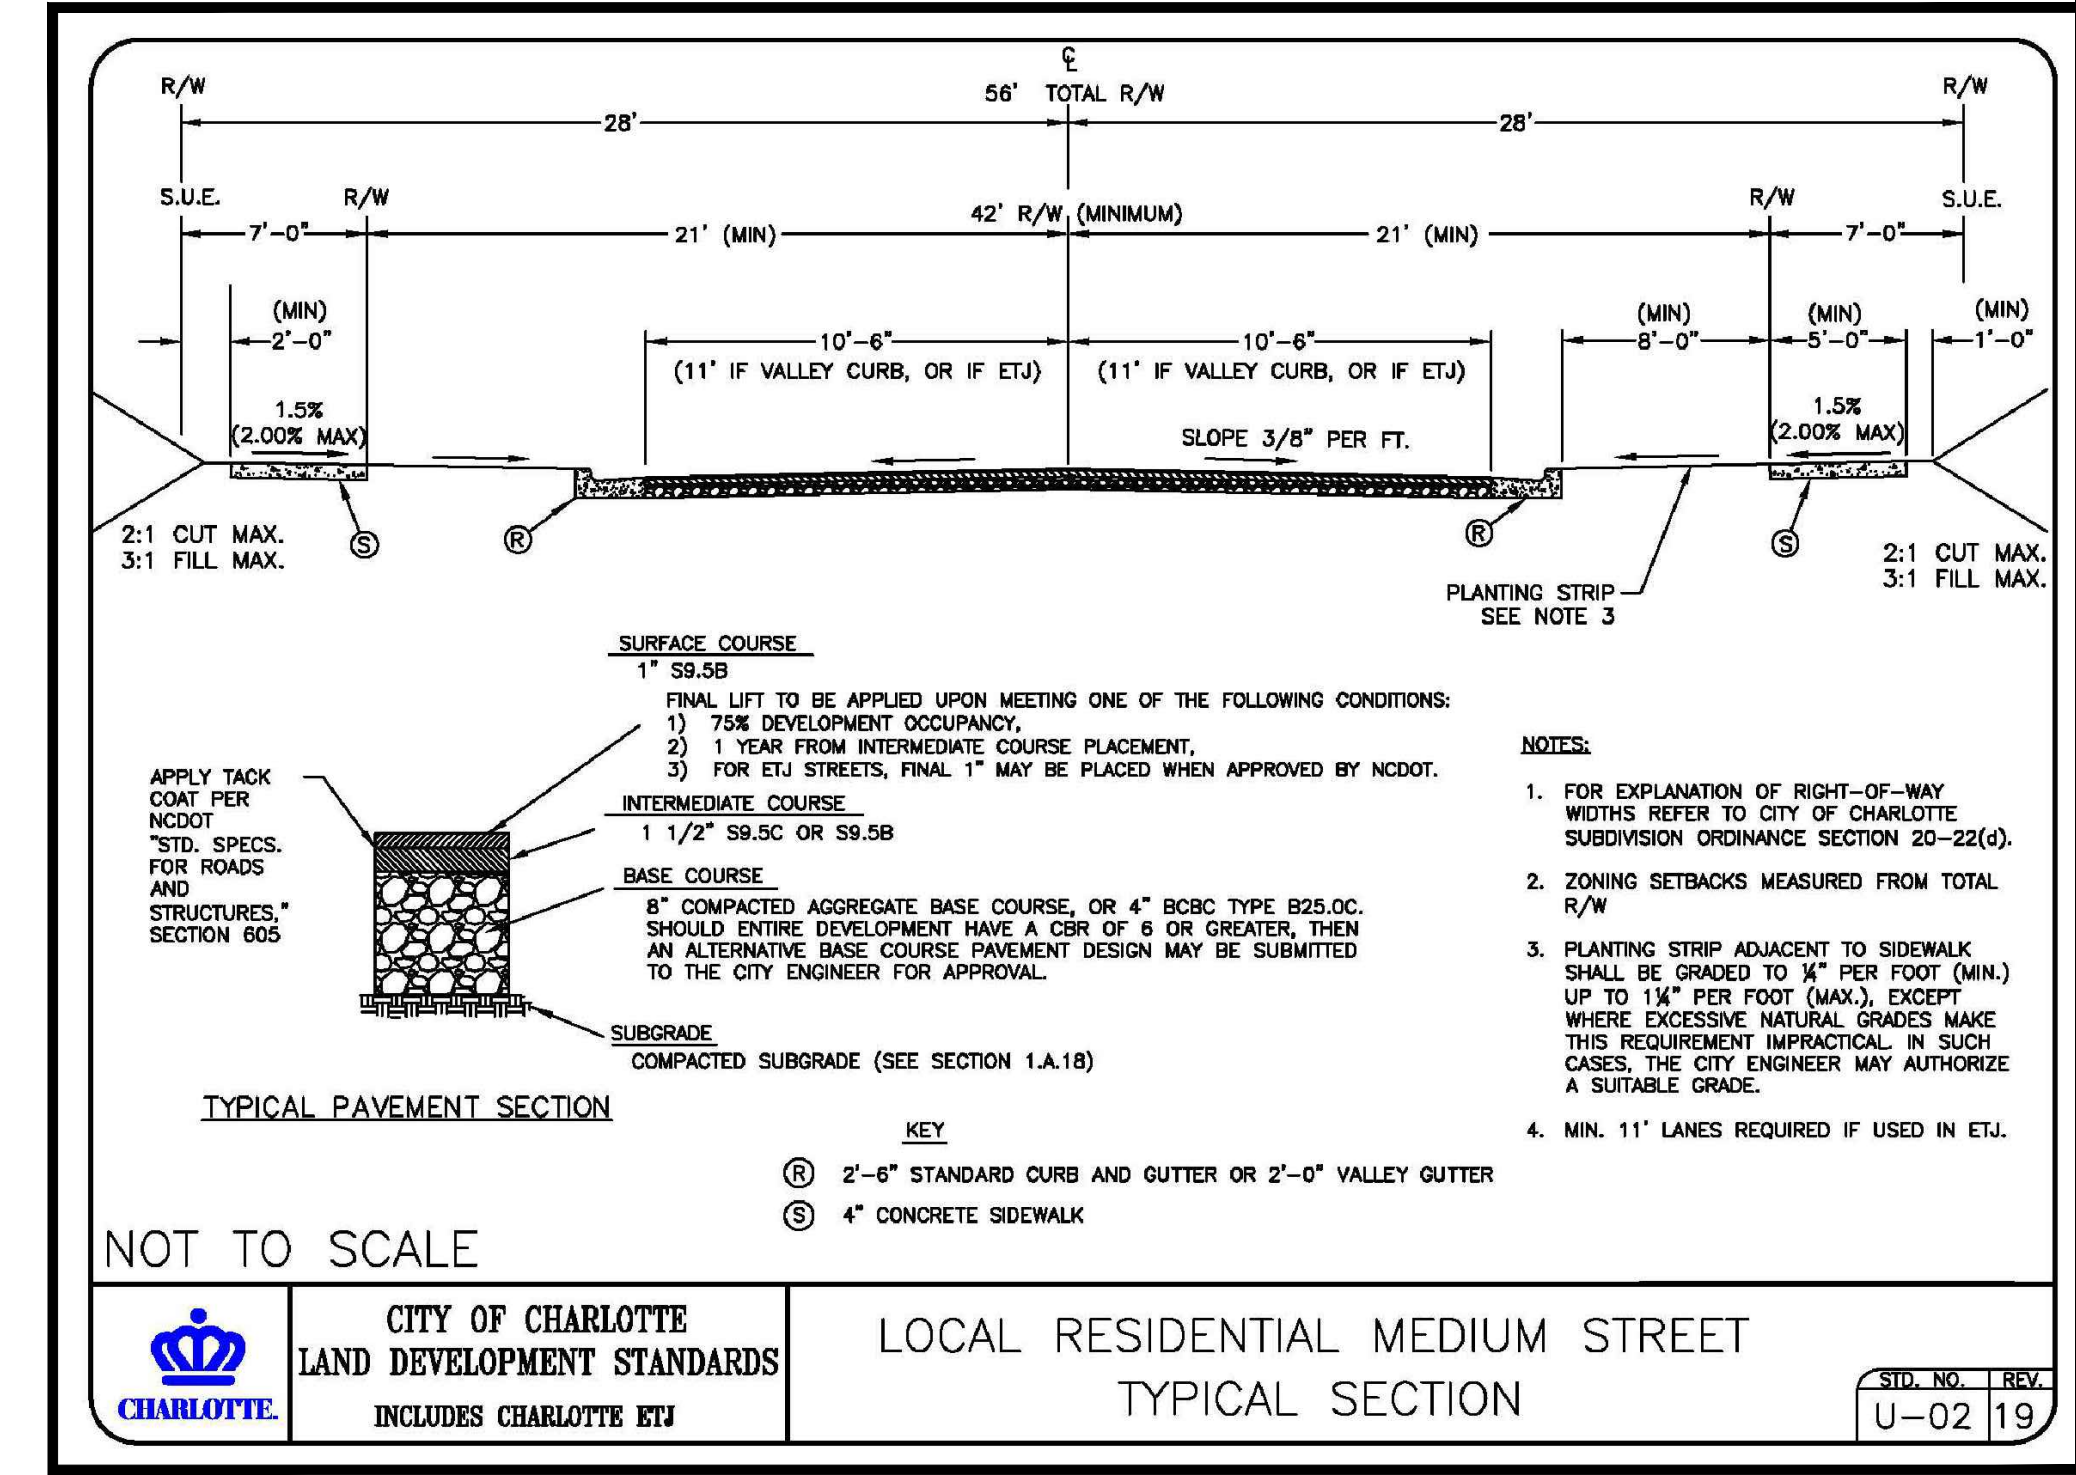 ℄
R/W
56' TOTAL R/W
R/W
28'
28'
S.U.E.
R/W
42' R/W (MINIMUM)
R/W
S.U.E.
7'-0"
21' (MIN)
21' (MIN)
7'-0"
(MIN)
2'-0"
10'-6"
(11' IF VALLEY CURB, OR IF ETJ)
10'-6"
(11' IF VALLEY CURB, OR IF ETJ)
(MIN)
8'-0"
(MIN)
5'-0"
(MIN)
1'-0"
1.5%
(2.00% MAX)
SLOPE 3/8" PER FT.
1.5%
(2.00% MAX)
2:1 CUT MAX.
3:1 FILL MAX.
S
R
R
S
2:1 CUT MAX.
3:1 FILL MAX.
PLANTING STRIP
SEE NOTE 3
SURFACE COURSE
1" S9.5B
FINAL LIFT TO BE APPLIED UPON MEETING ONE OF THE FOLLOWING CONDITIONS:
1) 75% DEVELOPMENT OCCUPANCY,
2) 1 YEAR FROM INTERMEDIATE COURSE PLACEMENT,
3) FOR ETJ STREETS, FINAL 1" MAY BE PLACED WHEN APPROVED BY NCDOT.
APPLY TACK
COAT PER
NCDOT
"STD. SPECS.
FOR ROADS
AND
STRUCTURES,"
SECTION 605
INTERMEDIATE COURSE
1 1/2" S9.5C OR S9.5B
BASE COURSE
8" COMPACTED AGGREGATE BASE COURSE, OR 4" BCBC TYPE B25.0C.
SHOULD ENTIRE DEVELOPMENT HAVE A CBR OF 6 OR GREATER, THEN
AN ALTERNATIVE BASE COURSE PAVEMENT DESIGN MAY BE SUBMITTED
TO THE CITY ENGINEER FOR APPROVAL.
SUBGRADE
COMPACTED SUBGRADE (SEE SECTION 1.A.18)
TYPICAL PAVEMENT SECTION
NOTES:
1. FOR EXPLANATION OF RIGHT-OF-WAY
WIDTHS REFER TO CITY OF CHARLOTTE
SUBDIVISION ORDINANCE SECTION 20-22(d).
2. ZONING SETBACKS MEASURED FROM TOTAL
R/W
3. PLANTING STRIP ADJACENT TO SIDEWALK
SHALL BE GRADED TO ¼" PER FOOT (MIN.)
UP TO 1¼" PER FOOT (MAX.), EXCEPT
WHERE EXCESSIVE NATURAL GRADES MAKE
THIS REQUIREMENT IMPRACTICAL. IN SUCH
CASES, THE CITY ENGINEER MAY AUTHORIZE
A SUITABLE GRADE.
4. MIN. 11' LANES REQUIRED IF USED IN ETJ.
KEY
R 2'-6" STANDARD CURB AND GUTTER OR 2'-0" VALLEY GUTTER
S 4" CONCRETE SIDEWALK
NOT TO SCALE
CHARLOTTE.
CITY OF CHARLOTTE
LAND DEVELOPMENT STANDARDS
INCLUDES CHARLOTTE ETJ
LOCAL RESIDENTIAL MEDIUM STREET
TYPICAL SECTION
STD. NO. REV.
U-02 19